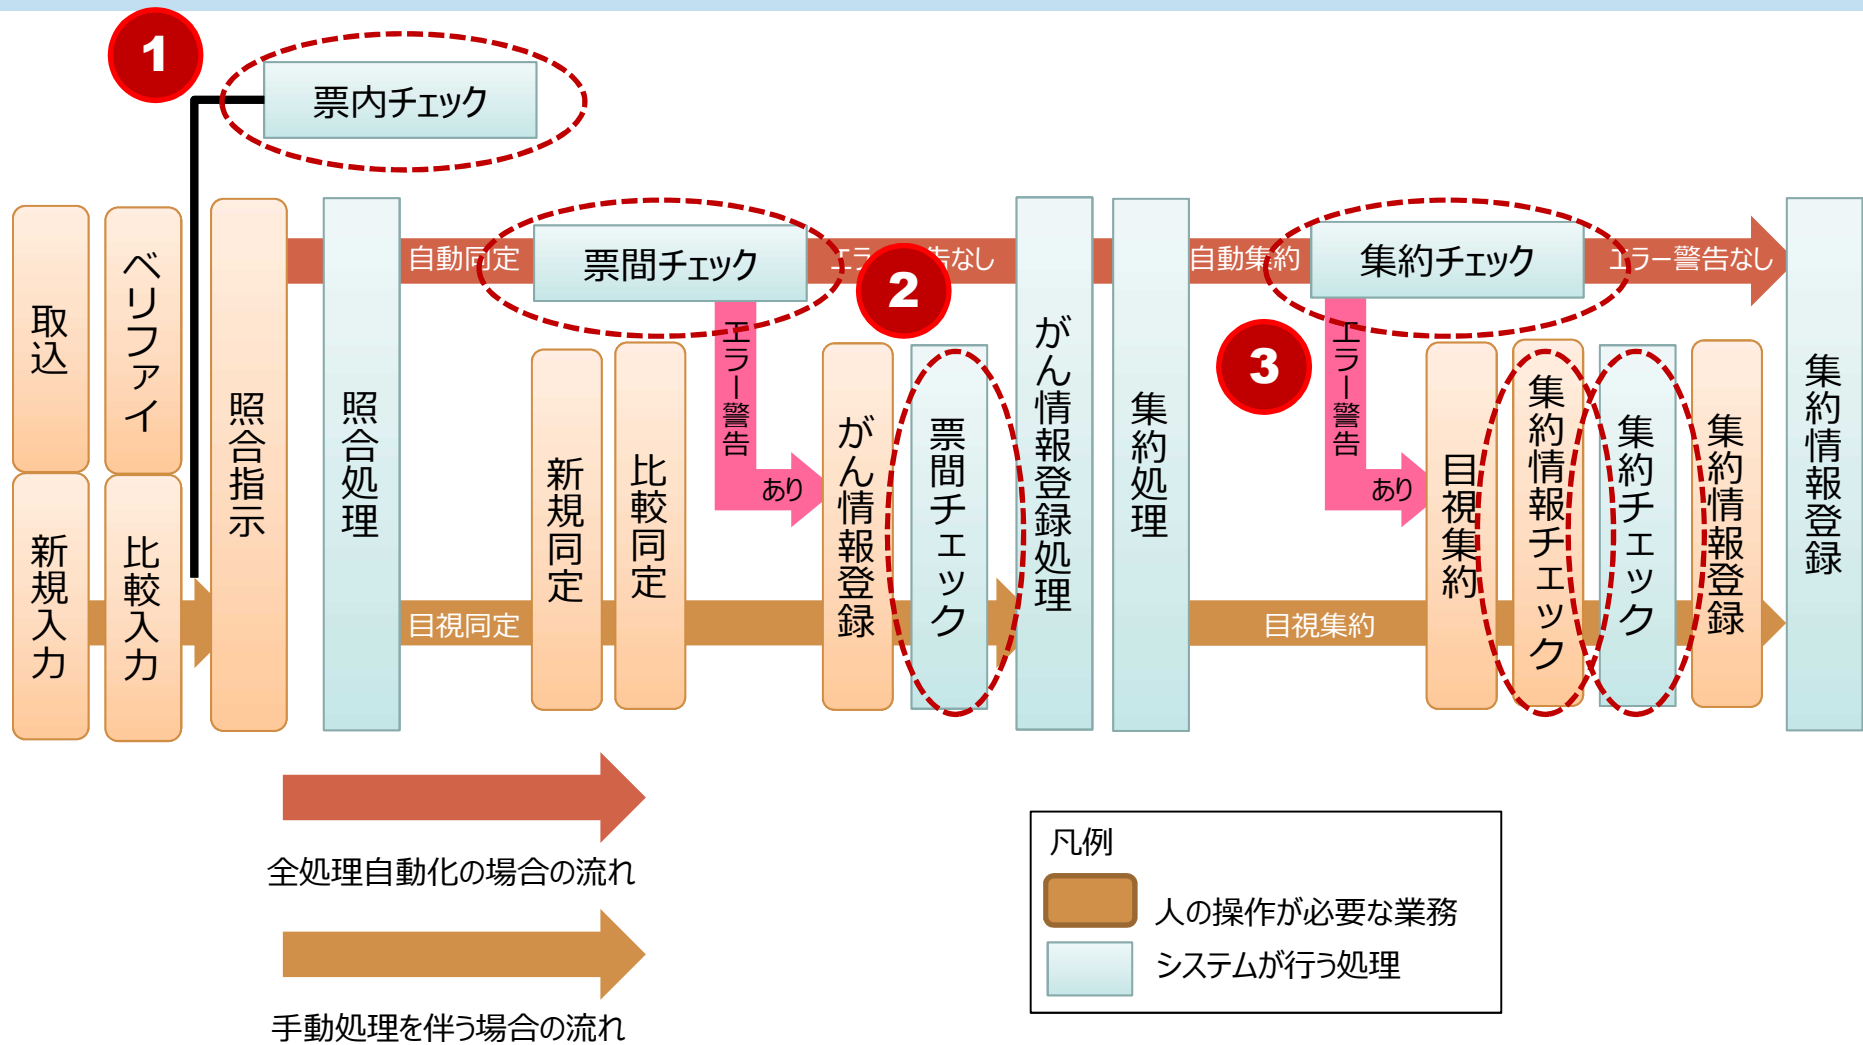 1
票内チェック
取込
ベリファイ
新規入力
比較入力
照合指示
照合処理
自動同定
票間チェック
エラー警告なし
2
エラー警告
あり
新規同定
比較同定
目視同定
がん情報登録
票間チェック
がん情報登録処理
集約処理
自動集約
集約チェック
エラー警告なし
3
エラー警告
あり
目視集約
目視集約
集約情報チェック
集約チェック
集約情報登録
集約情報登録
全処理自動化の場合の流れ
手動処理を伴う場合の流れ
凡例
人の操作が必要な業務
システムが行う処理